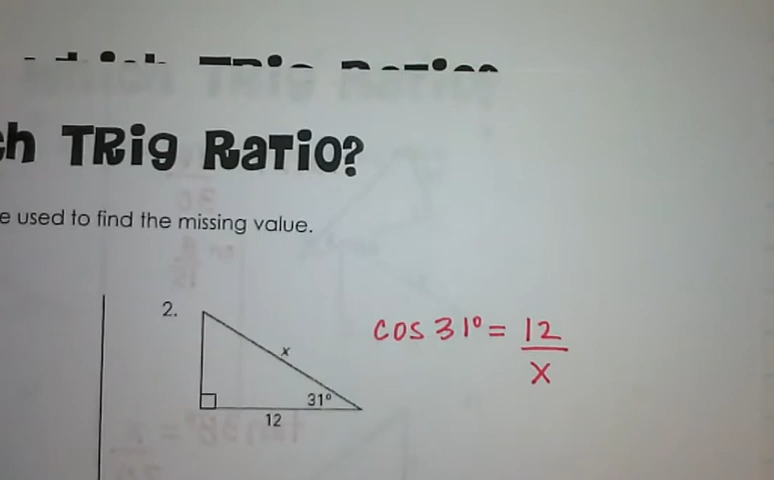 TRig RaTio?
used to find the missing value.
2.
x
31°
12
cos 31° = 12
x